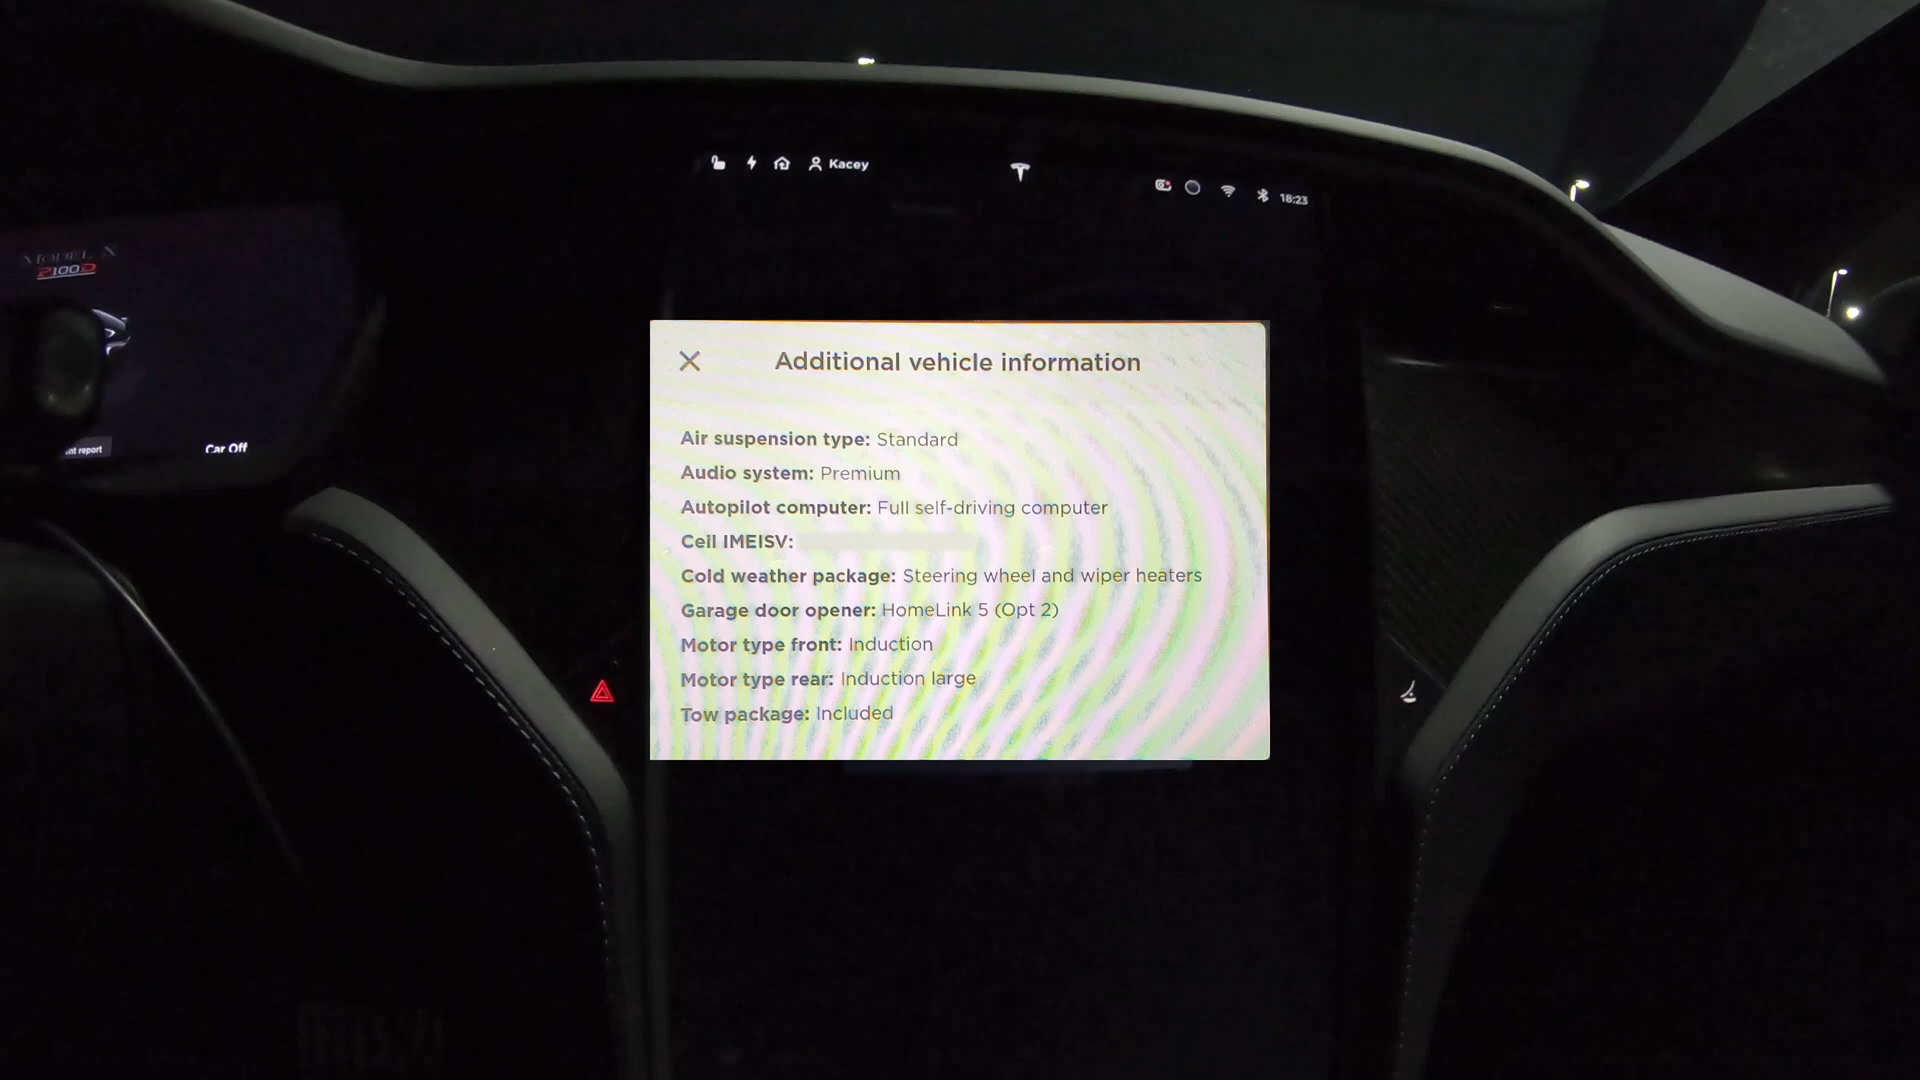 Kacey
18:23
MODEL X
P100D
Additional vehicle information
Air suspension type: Standard
Audio system: Premium
Autopilot computer: Full self-driving computer
Cell IMEISV:
Cold weather package: Steering wheel and wiper heaters
Garage door opener: HomeLink 5 (Opt 2)
Motor type front: Induction
Motor type rear: Induction large
Tow package: Included
report
Car Off